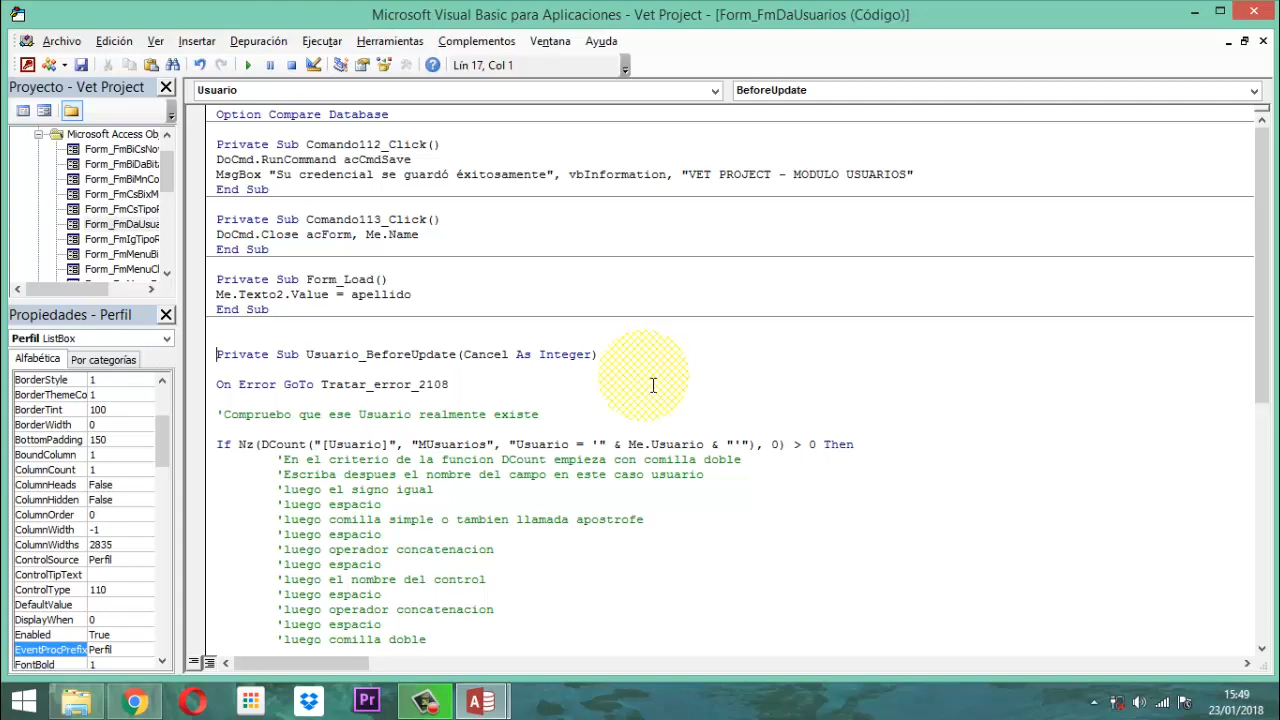 Microsoft Visual Basic para Aplicaciones - Vet Project - [Form_FmDaUsuarios (Código)]
Archivo Edición Ver Insertar Depuración Ejecutar Herramientas Complementos Ventana Ayuda
Lín 17, Col 1
Proyecto - Vet Project
Microsoft Access Obj
Form_FmBiCsNo
Form_FmBiDaBit
Form_FmBiMnCo
Form_FmCsBixM
Form_FmCsTipoR
Form_FmDaUsua
Form_FmIgTipoR
Form_FmMenuBi
Form_FmMenuCl
Propiedades - Perfil
Perfil ListBox
Alfabética Por categorías
BorderStyle 1
BorderThemeCo 1
BorderTint 100
BorderWidth 0
BottomPadding 150
BoundColumn 1
ColumnCount 1
ColumnHeads False
ColumnHidden False
ColumnOrder 0
ColumnWidth -1
ColumnWidths 2835
ControlSource Perfil
ControlTipText
ControlType 110
DefaultValue
DisplayWhen 0
Enabled True
EventProcPrefix Perfil
FontBold 1
Usuario BeforeUpdate
Option Compare Database
Private Sub Comando112_Click()
DoCmd.RunCommand acCmdSave
MsgBox "Su credencial se guardó éxitosamente", vbInformation, "VET PROJECT - MODULO USUARIOS"
End Sub
Private Sub Comando113_Click()
DoCmd.Close acForm, Me.Name
End Sub
Private Sub Form_Load()
Me.Texto2.Value = apellido
End Sub
Private Sub Usuario_BeforeUpdate(Cancel As Integer)
On Error GoTo Tratar_error_2108
'Compruebo que ese Usuario realmente existe
If Nz(DCount("[Usuario]", "MUsuarios", "Usuario = '" & Me.Usuario & "'"), 0) > 0 Then
'En el criterio de la funcion DCount empieza con comilla doble
'Escriba despues el nombre del campo en este caso usuario
'luego el signo igual
'luego espacio
'luego comilla simple o tambien llamada apostrofe
'luego espacio
'luego operador concatenacion
'luego espacio
'luego el nombre del control
'luego espacio
'luego operador concatenacion
'luego espacio
'luego comilla doble
Pr
15:49
23/01/2018